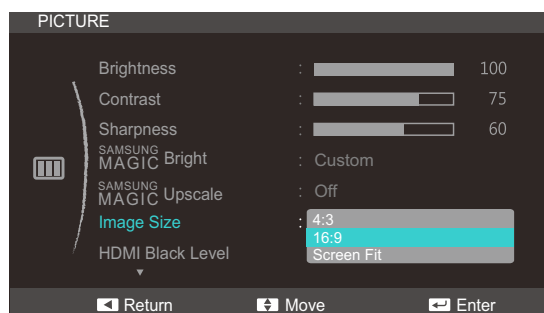 PICTURE
Brightness : 100
Contrast : 75
Sharpness : 60
SAMSUNG MAGIC Bright : Custom
SAMSUNG MAGIC Upscale : Off
Image Size : 4:3
16:9
HDMI Black Level Screen Fit
Return Move Enter